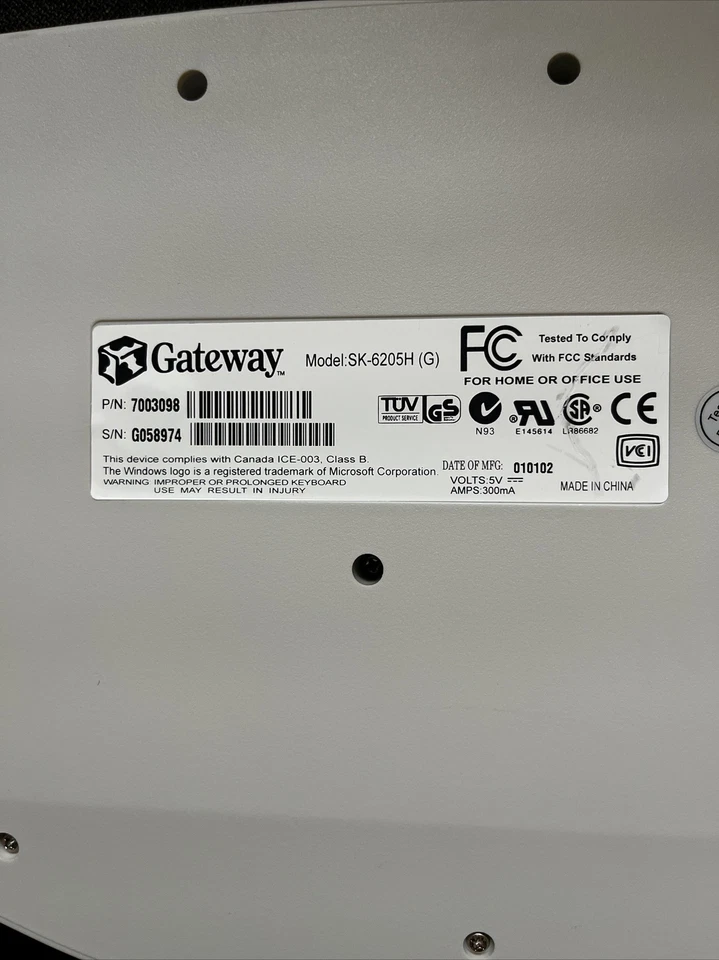 Gateway™ Model:SK-6205H (G)
FC Tested To Comply
With FCC Standards
FOR HOME OR OFFICE USE
P/N: 7003098
S/N: G058974
TÜV
PRODUCT SERVICE
GS
N93
E145614
LR86682
CE
VCI
This device complies with Canada ICE-003, Class B.
The Windows logo is a registered trademark of Microsoft Corporation.
WARNING IMPROPER OR PROLONGED KEYBOARD
USE MAY RESULT IN INJURY
DATE OF MFG: 010102
VOLTS:5V
AMPS:300mA
MADE IN CHINA